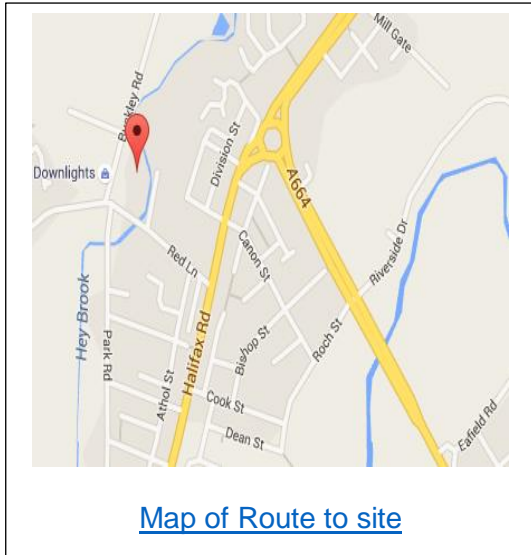 Mill Gate
Buckley Rd
Division St
Downlights
A664
Canon St
Riverside Dr
Red Ln
Hey Brook
Halifax Rd
Bishop St
Roch St
Park Rd
Athol St
Cook St
Dean St
Eafield Rd
Map of Route to site